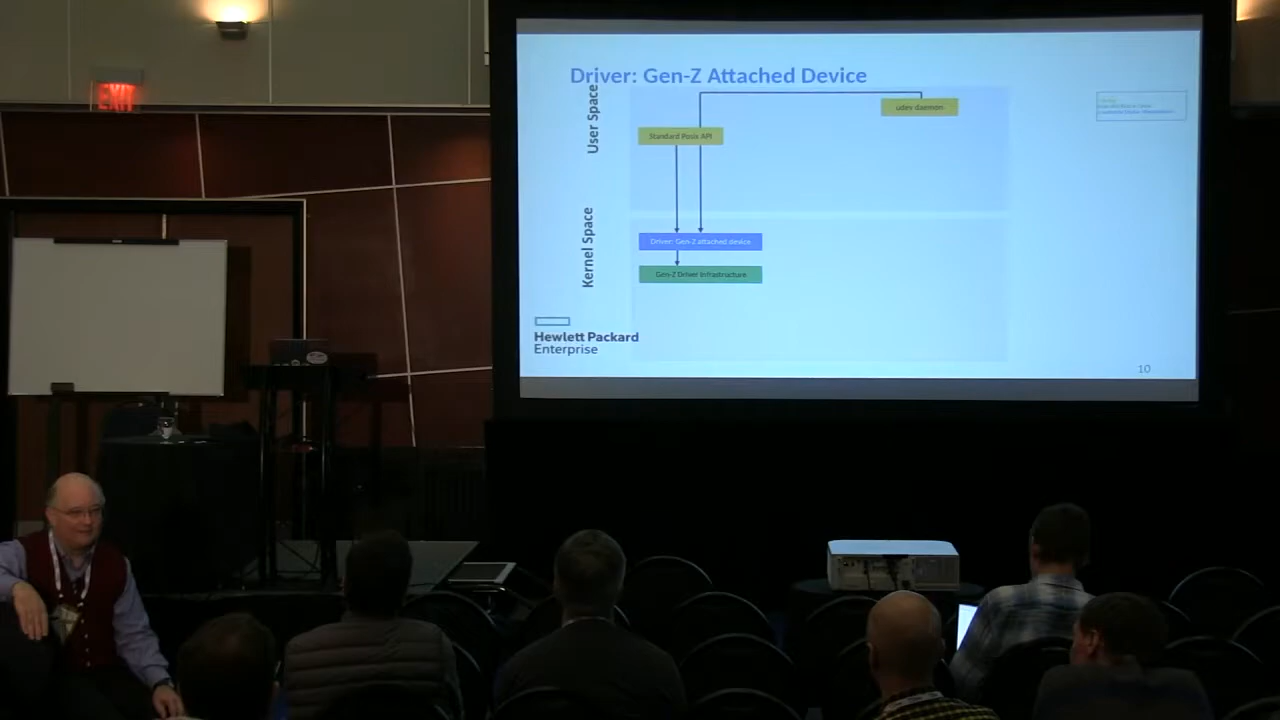 EXIT
Driver: Gen-Z Attached Device
User Space
udev daemon
Standard Posix API
Kernel Space
Driver: Gen-Z attached device
Gen-Z Driver Infrastructure
Hewlett Packard
Enterprise
10